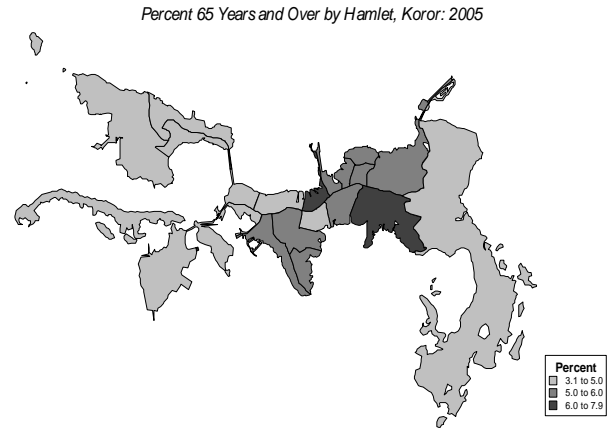 Percent 65 Years and Over by Hamlet, Koror: 2005
Percent
3.1 to 5.0
5.0 to 6.0
6.0 to 7.9